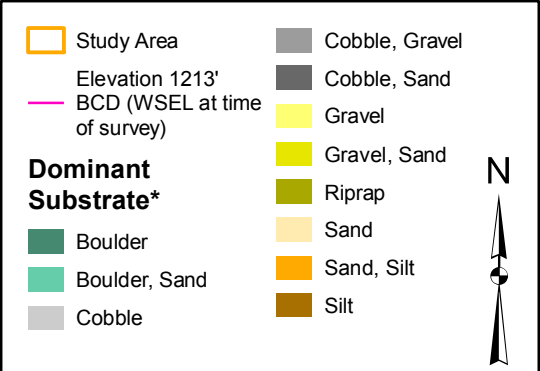 Study Area
Elevation 1213'
BCD (WSEL at time
of survey)
Dominant
Substrate*
Boulder
Boulder, Sand
Cobble
Cobble, Gravel
Cobble, Sand
Gravel
Gravel, Sand
Riprap
Sand
Sand, Silt
Silt
N